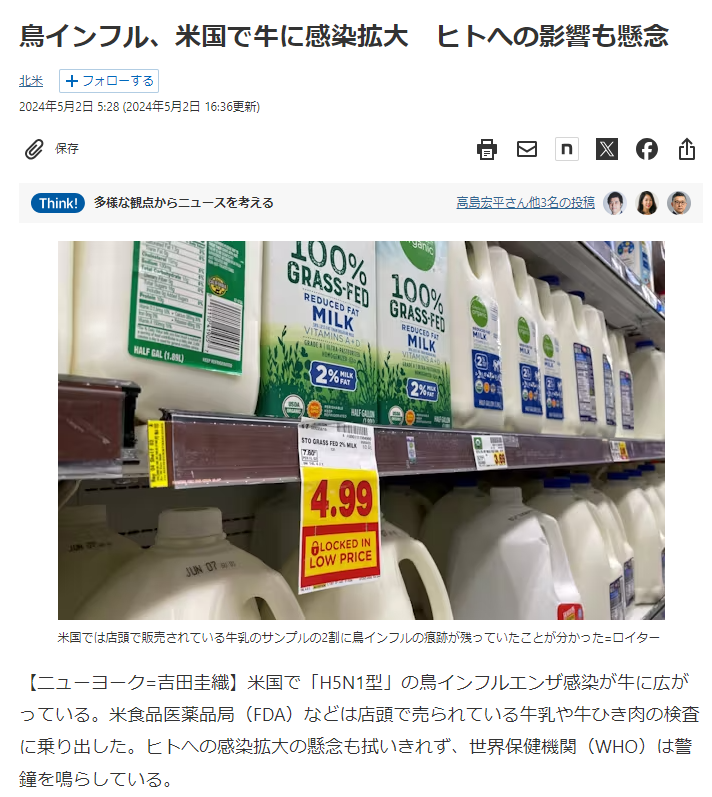 鳥インフル、米国で牛に感染拡大　ヒトへの影響も懸念
北米
＋フォローする
2024年5月2日 5:28 (2024年5月2日 16:36更新)
保存
n
X
f
Think!
多様な観点からニュースを考える
高島宏平さん他3名の投稿
HALF GAL (1.89L)
KEEP REFRIGERATED
100%
GRASS-FED
REDUCED FAT
MILK
VITAMINS A+D
2% MILK FAT
USDA
ORGANIC
HALF GALLON
organic
100%
GRASS-FED
REDUCED FAT
MILK
VITAMINS A+D
2% MILK FAT
HALF GALLON
STO GRASS FED 2% MILK
4.99
LOCKED IN
LOW PRICE
JUN 07
米国では店頭で販売されている牛乳のサンプルの2割に鳥インフルの痕跡が残っていたことが分かった=ロイター
【ニューヨーク=吉田圭織】米国で「H5N1型」の鳥インフルエンザ感染が牛に広が
っている。米食品医薬品局（FDA）などは店頭で売られている牛乳や牛ひき肉の検査
に乗り出した。ヒトへの感染拡大の懸念も拭いきれず、世界保健機関（WHO）は警
鐘を鳴らしている。